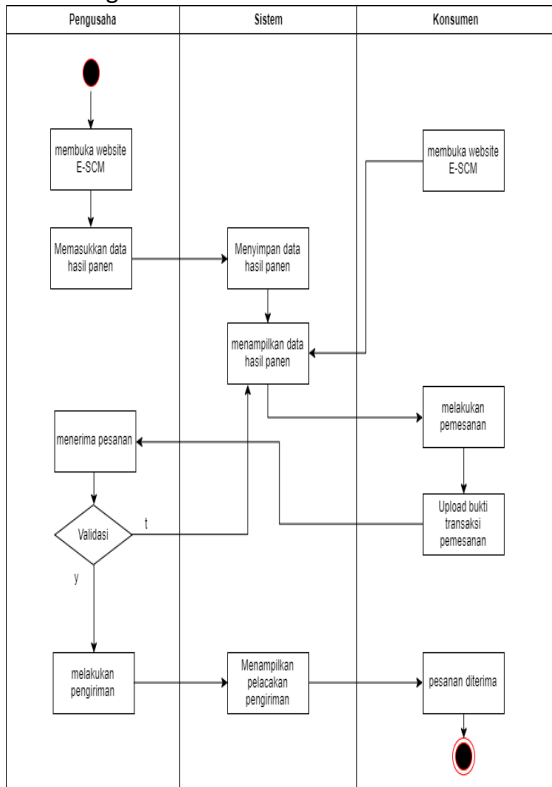 Pengusaha
Sistem
Konsumen
membuka website
E-SCM
membuka website
E-SCM
Memasukkan data
hasil panen
Menyimpan data
hasil panen
menampilkan data
hasil panen
melakukan
pemesanan
menerima pesanan
Upload bukti
transaksi
pemesanan
Validasi
t
y
melakukan
pengiriman
Menampilkan
pelacakan
pengiriman
pesanan diterima